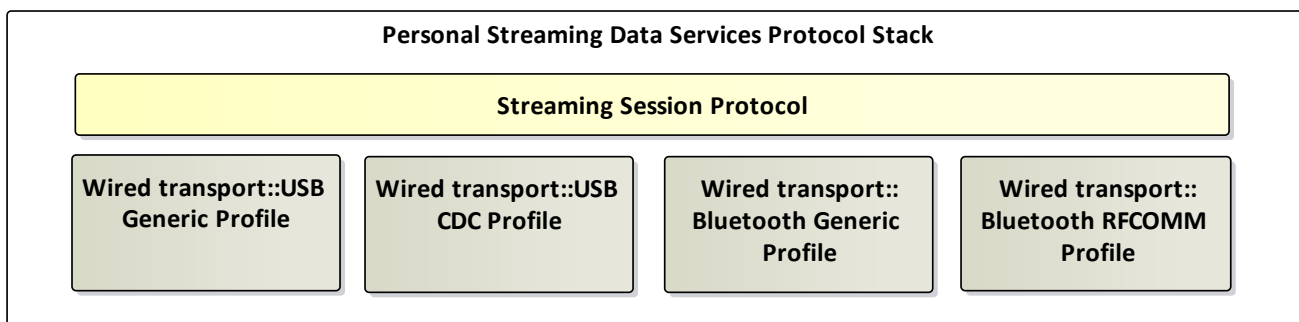 Personal Streaming Data Services Protocol Stack
Streaming Session Protocol
Wired transport::USB
Generic Profile
Wired transport::USB
CDC Profile
Wired transport::
Bluetooth Generic
Profile
Wired transport::
Bluetooth RFCOMM
Profile